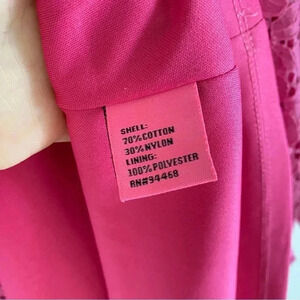 SHELL:
70%COTTON
30%NYLON
LINING:
100%POLYESTER
RN#94468